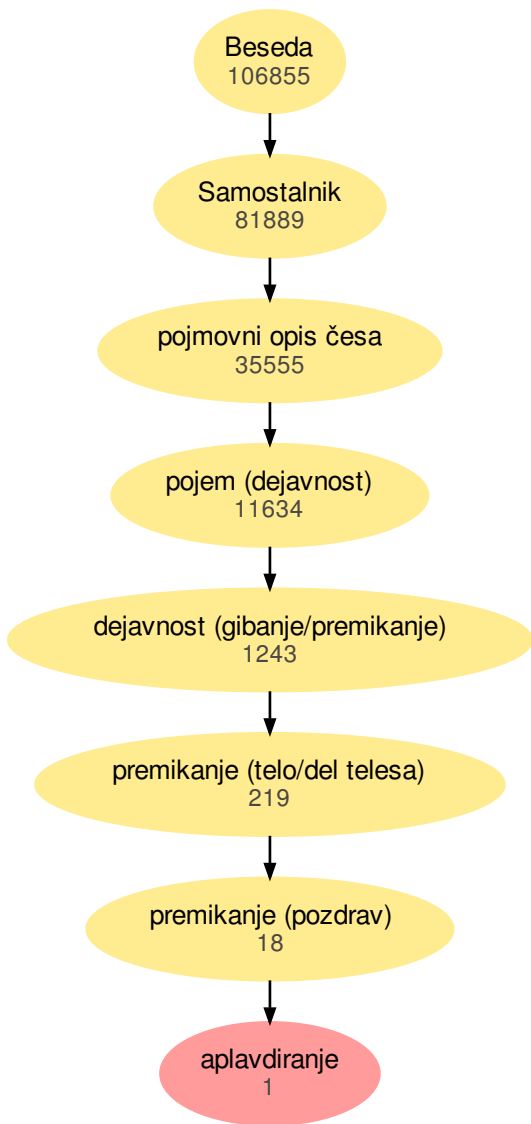 Beseda
106855
Samostalnik
81889
pojmovni opis česa
35555
pojem (dejavnost)
11634
dejavnost (gibanje/premikanje)
1243
premikanje (telo/del telesa)
219
premikanje (pozdrav)
18
aplavdiranje
1